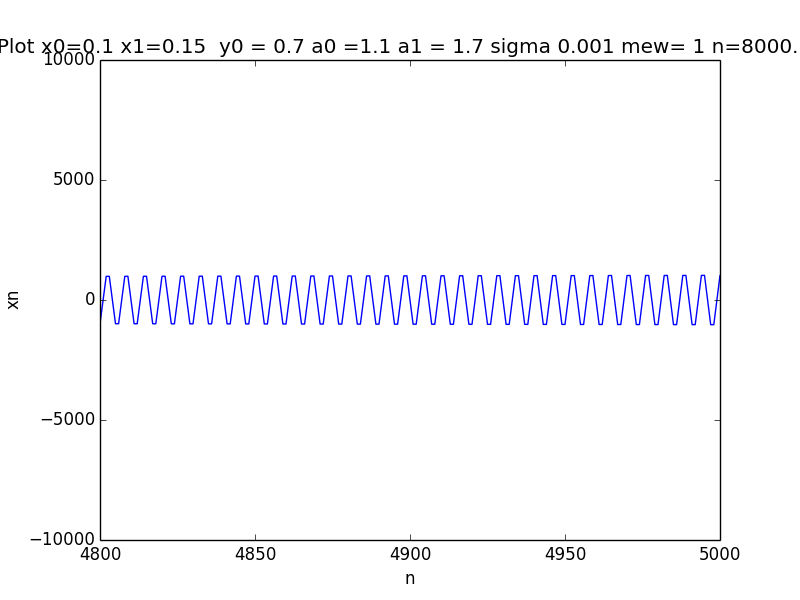 Plot x0=0.1 x1=0.15  y0 = 0.7 a0 =1.1 a1 = 1.7 sigma 0.001 mew= 1 n=8000.
10000
5000
0
−5000
−10000
xn
4800 4850 4900 4950 5000
n